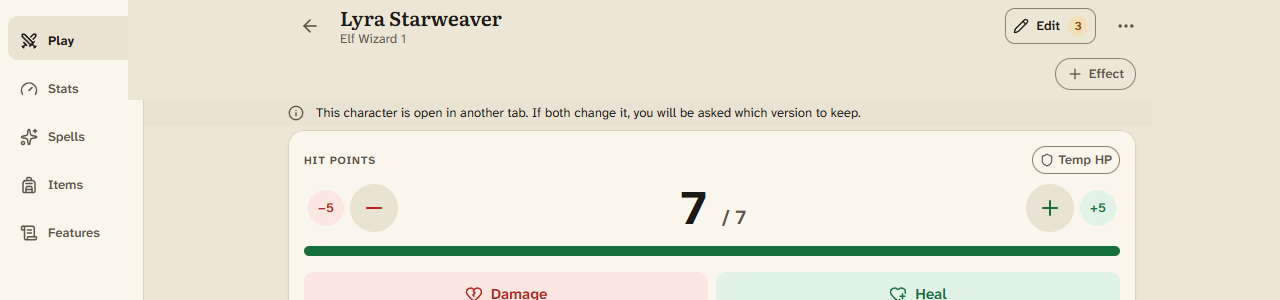 Play
Stats
Spells
Items
Features
Lyra Starweaver
Elf Wizard 1
Edit 3
Effect
This character is open in another tab. If both change it, you will be asked which version to keep.
HIT POINTS
Temp HP
−5
7 / 7
+5
Damage
Heal